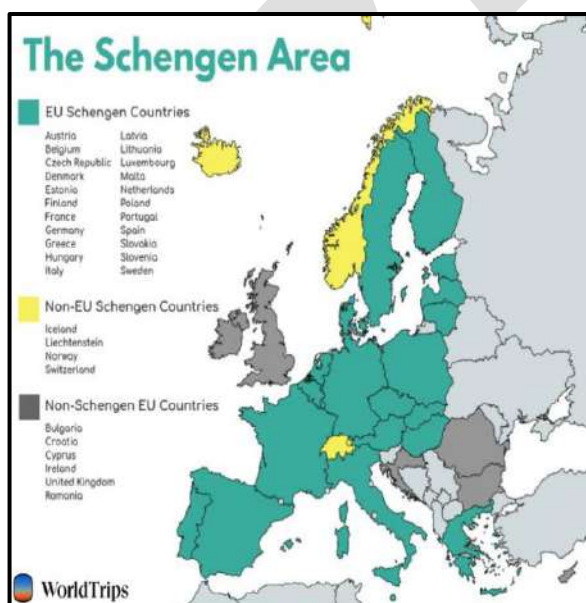 The Schengen Area
EU Schengen Countries
Austria Latvia
Belgium Lithuania
Czech Republic Luxembourg
Denmark Malta
Estonia Netherlands
Finland Poland
France Portugal
Germany Spain
Greece Slovakia
Hungary Slovenia
Italy Sweden
Non-EU Schengen Countries
Iceland
Liechtenstein
Norway
Switzerland
Non-Schengen EU Countries
Bulgaria
Croatia
Cyprus
Ireland
United Kingdom
Romania
WorldTrips